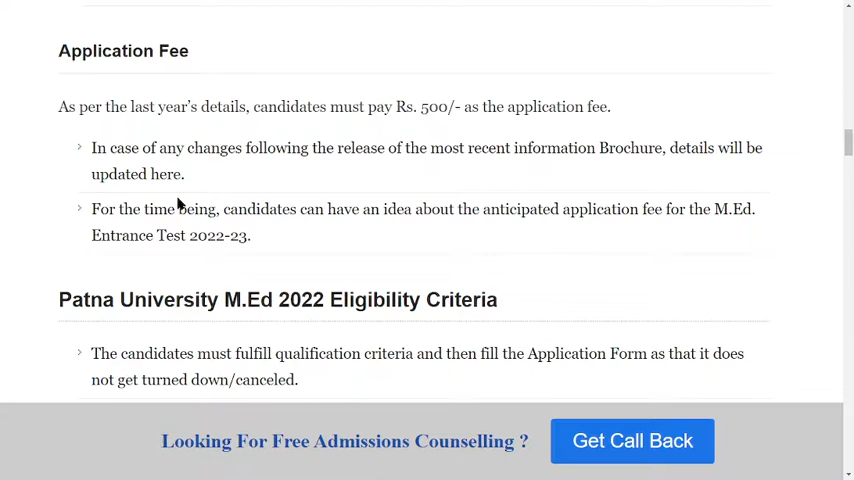 Application Fee
As per the last year's details, candidates must pay Rs. 500/- as the application fee.
In case of any changes following the release of the most recent information Brochure, details will be
updated here.
For the time being, candidates can have an idea about the anticipated application fee for the M.Ed.
Entrance Test 2022-23.
Patna University M.Ed 2022 Eligibility Criteria
The candidates must fulfill qualification criteria and then fill the Application Form as that it does
not get turned down/canceled.
Looking For Free Admissions Counselling ?
Get Call Back